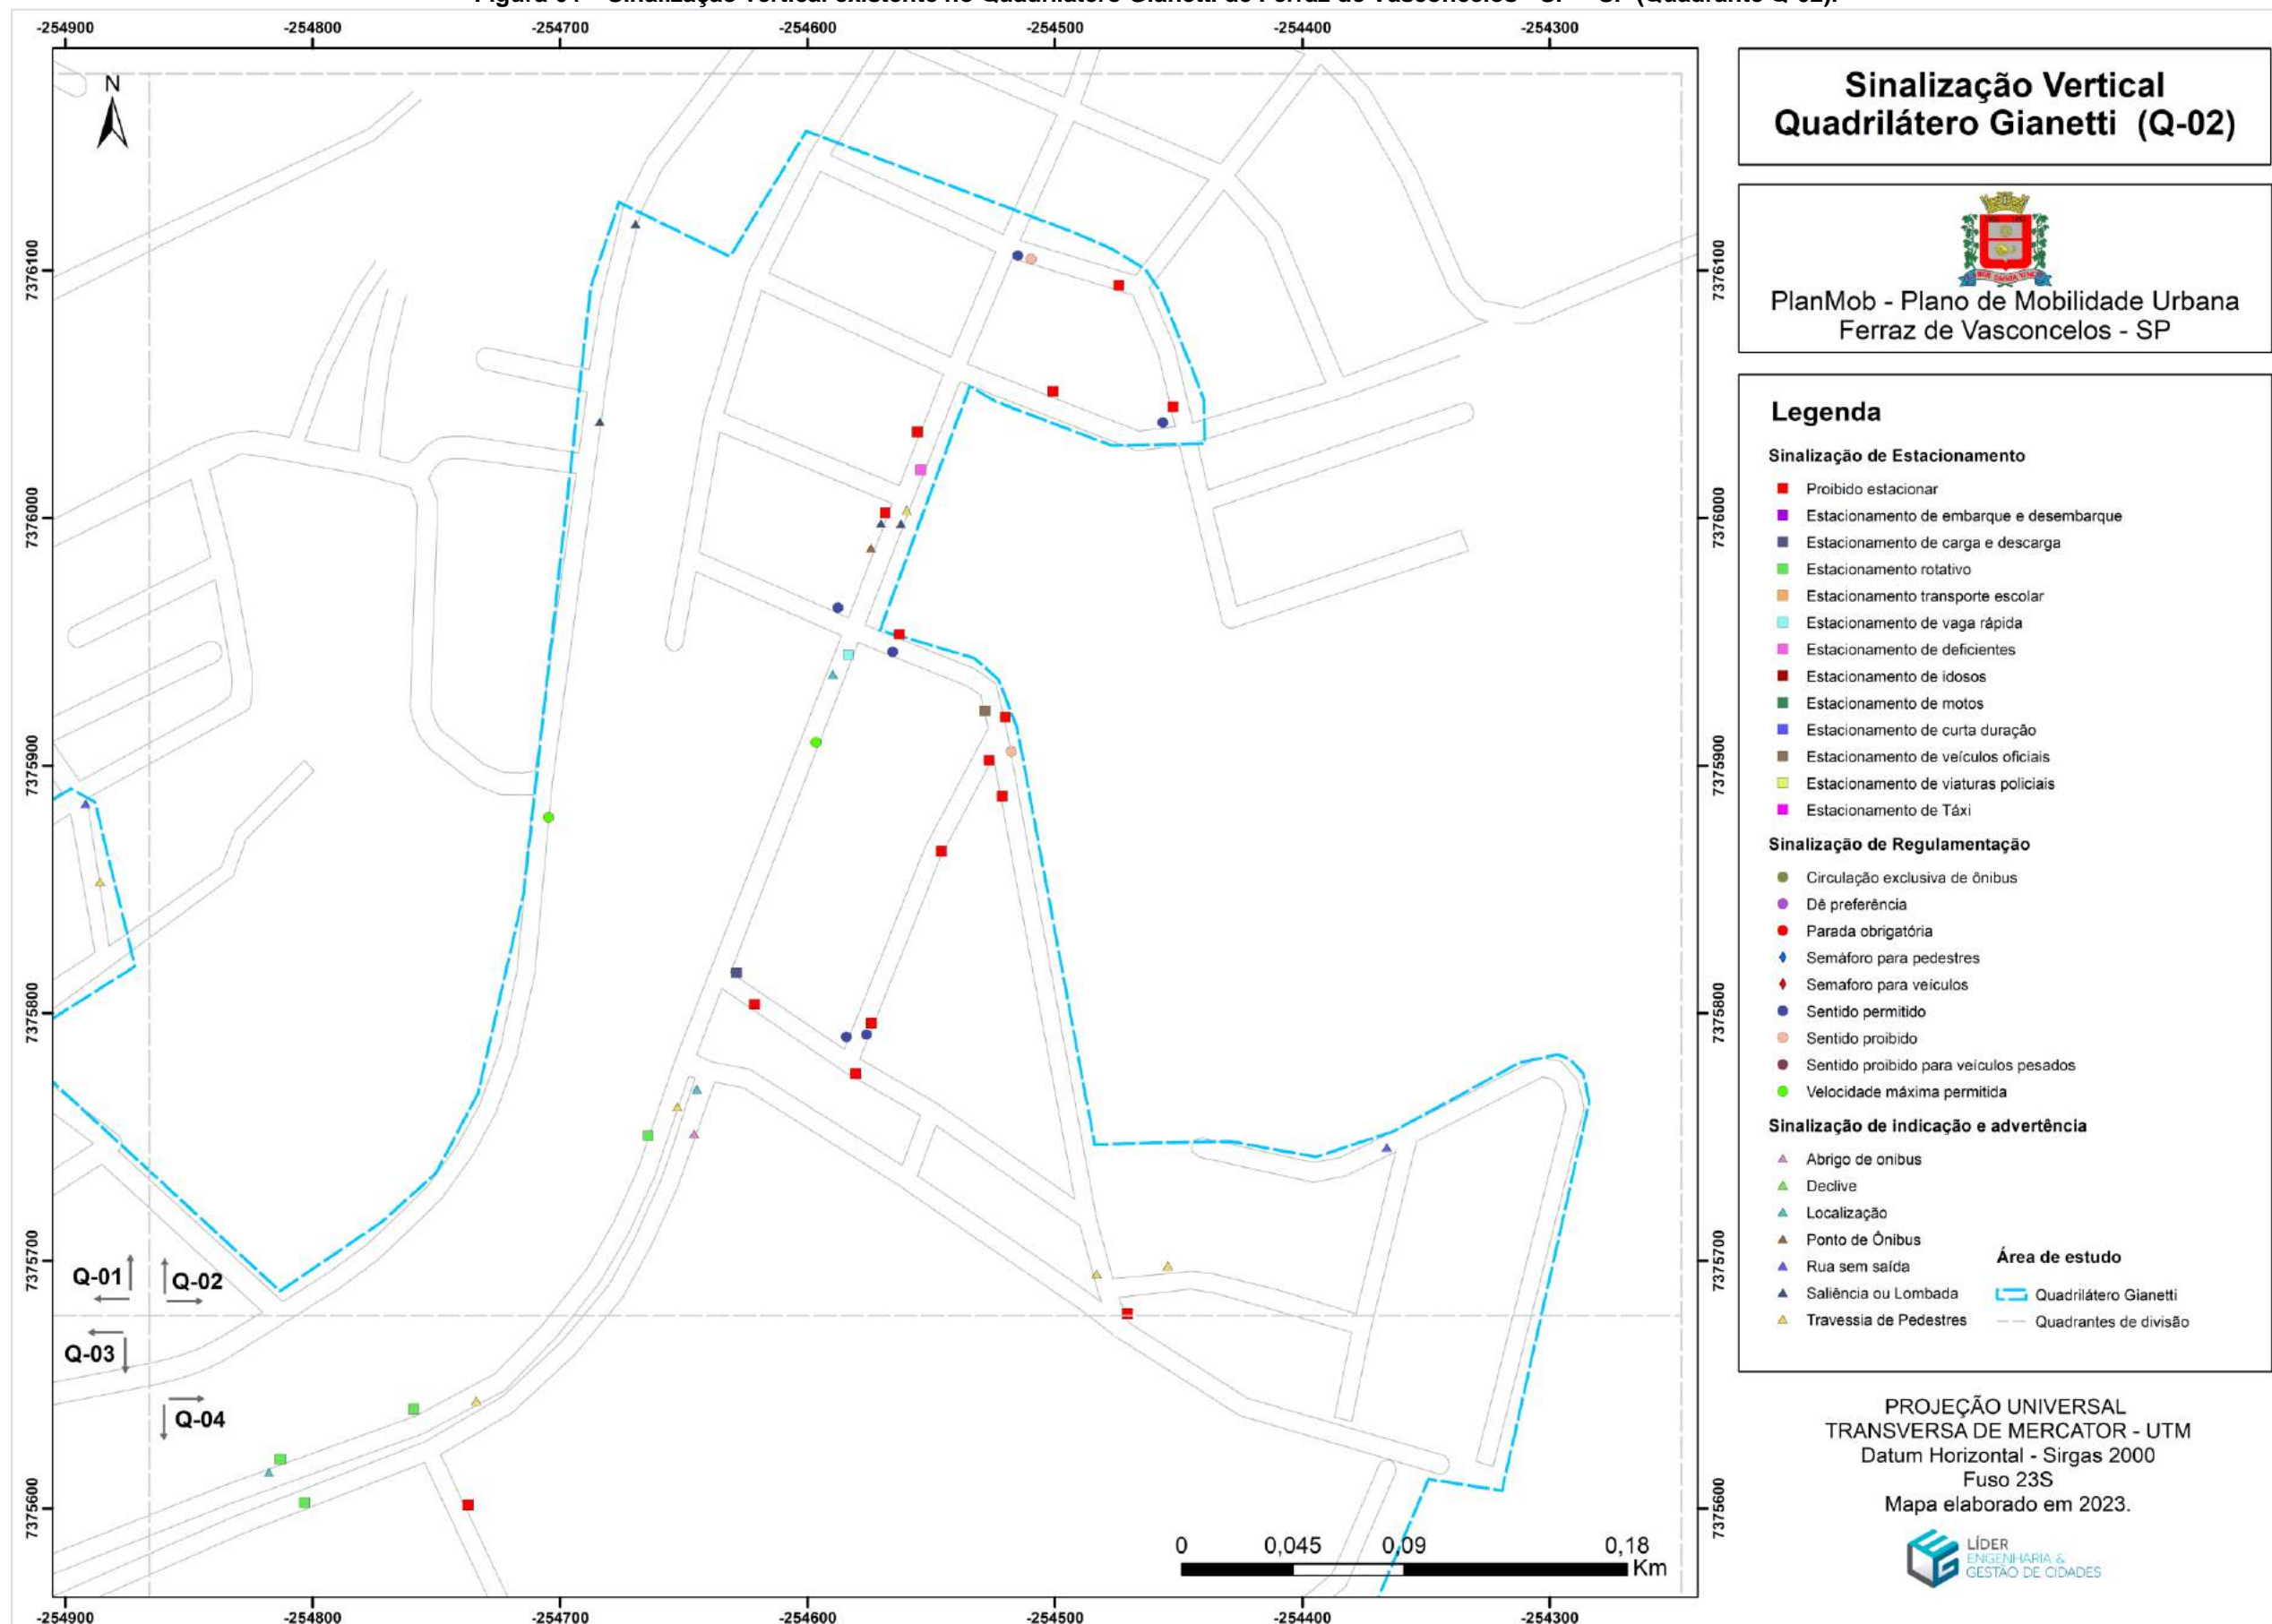 -254900 -254800 -254700 -254600 -254500 -254400 -254300
N
7376100
7376000
7375900
7375800
7375700
7375600
7376100
7376000
7375900
7375800
7375700
7375600
Q-01
Q-02
Q-03
Q-04
0 0,045 0,09 0,18
Km
-254900 -254800 -254700 -254600 -254500 -254400 -254300
Sinalização Vertical
Quadrilátero Gianetti (Q-02)
PlanMob - Plano de Mobilidade Urbana
Ferraz de Vasconcelos - SP
Legenda
Sinalização de Estacionamento
Proibido estacionar
Estacionamento de embarque e desembarque
Estacionamento de carga e descarga
Estacionamento rotativo
Estacionamento transporte escolar
Estacionamento de vaga rápida
Estacionamento de deficientes
Estacionamento de idosos
Estacionamento de motos
Estacionamento de curta duração
Estacionamento de veículos oficiais
Estacionamento de viaturas policiais
Estacionamento de Táxi
Sinalização de Regulamentação
Circulação exclusiva de ônibus
Dê preferência
Parada obrigatória
Semáforo para pedestres
Semaforo para veículos
Sentido permitido
Sentido proibido
Sentido proibido para veículos pesados
Velocidade máxima permitida
Sinalização de indicação e advertência
Abrigo de onibus
Declive
Localização
Ponto de Ônibus
Rua sem saída
Saliência ou Lombada
Travessia de Pedestres
Área de estudo
Quadrilátero Gianetti
Quadrantes de divisão
PROJEÇÃO UNIVERSAL
TRANSVERSA DE MERCATOR - UTM
Datum Horizontal - Sirgas 2000
Fuso 23S
Mapa elaborado em 2023.
LÍDER
ENGENHARIA &
GESTÃO DE CIDADES